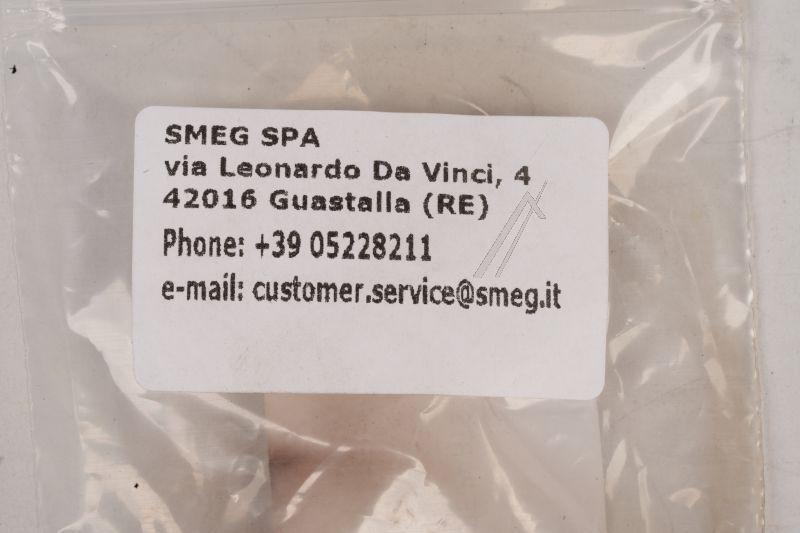 SMEG SPA
via Leonardo Da Vinci, 4
42016 Guastalla (RE)
Phone: +39 05228211
e-mail: customer.service@smeg.it